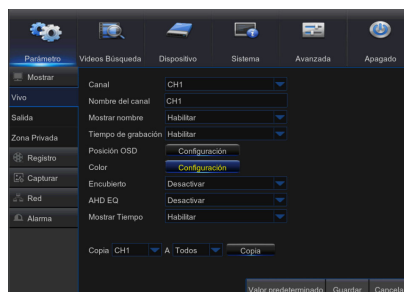 Parámetro Videos Búsqueda Dispositivo Sistema Avanzada Apagado
Mostrar
Vivo
Salida
Zona Privada
Registro
Capturar
Red
Alarma
Canal CH1
Nombre del canal CH1
Mostrar nombre Habilitar
Tiempo de grabación Habilitar
Posición OSD Configuración
Color Configuración
Encubierto Desactivar
AHD EQ Desactivar
Mostrar Tiempo Habilitar
Copia CH1 A Todos Copia
Valor predeterminado Guardar Cancela